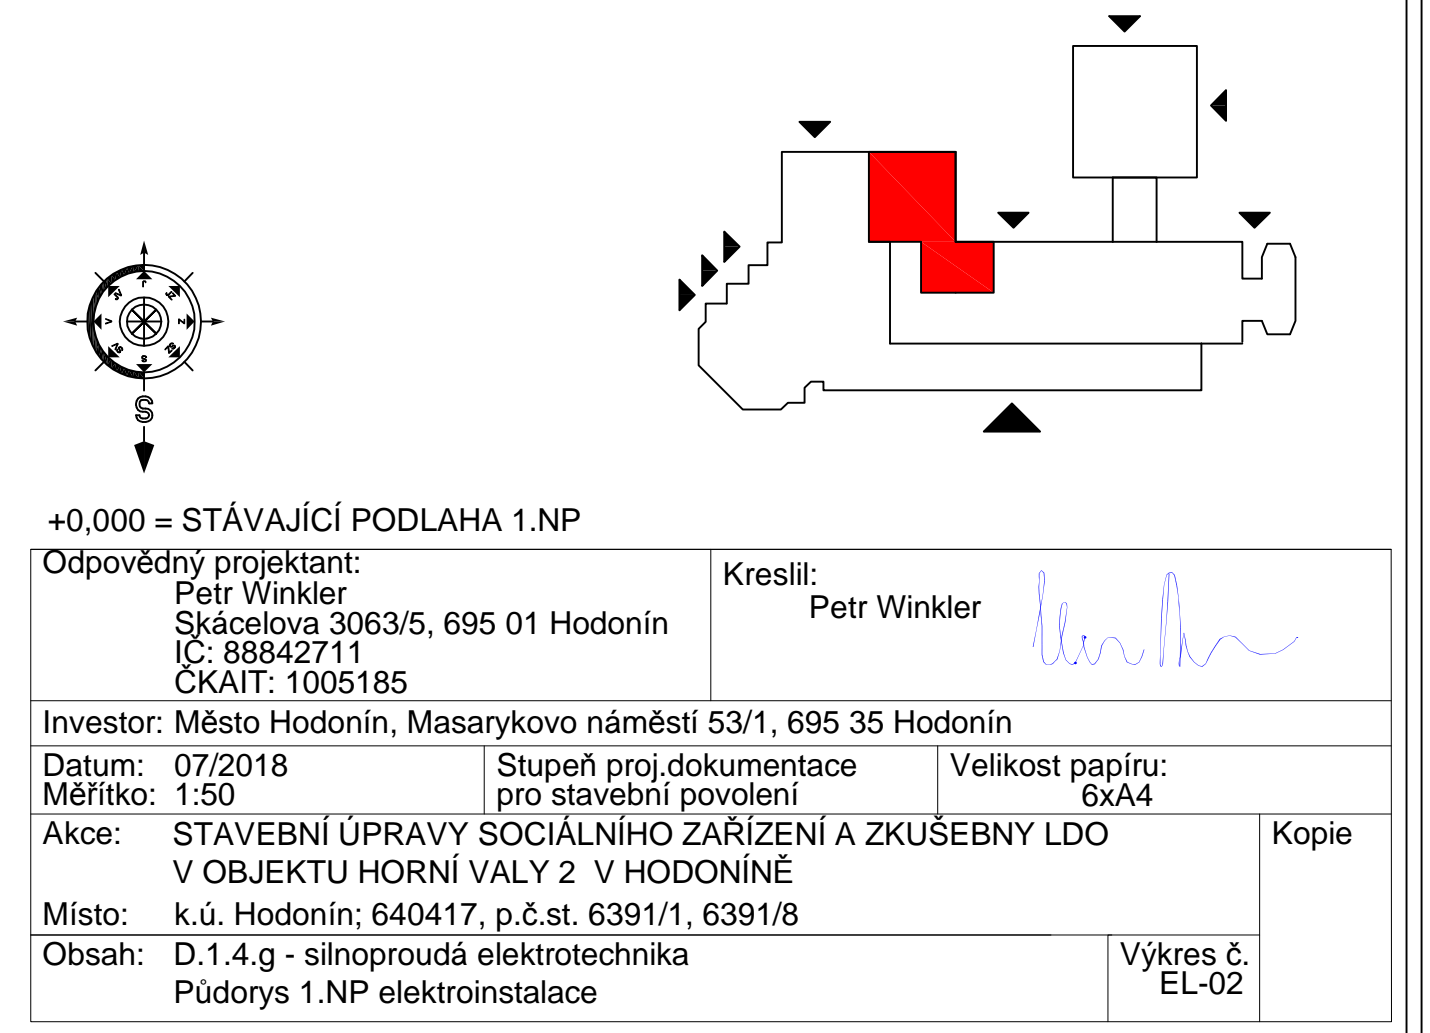 J
JV
JZ
V
Z
SV
SZ
S
S
+0,000 = STÁVAJÍCÍ PODLAHA 1.NP
Odpovědný projektant:
Petr Winkler
Skácelova 3063/5, 695 01 Hodonín
IČ: 88842711
ČKAIT: 1005185
Kreslil:
Petr Winkler
Investor: Město Hodonín, Masarykovo náměstí 53/1, 695 35 Hodonín
Datum: 07/2018
Měřítko: 1:50
Stupeň proj.dokumentace
pro stavební povolení
Velikost papíru:
6xA4
Akce: STAVEBNÍ ÚPRAVY SOCIÁLNÍHO ZAŘÍZENÍ A ZKUŠEBNY LDO
V OBJEKTU HORNÍ VALY 2 V HODONÍNĚ
Kopie
Místo: k.ú. Hodonín; 640417, p.č.st. 6391/1, 6391/8
Obsah: D.1.4.g - silnoproudá elektrotechnika
Půdorys 1.NP elektroinstalace
Výkres č.
EL-02